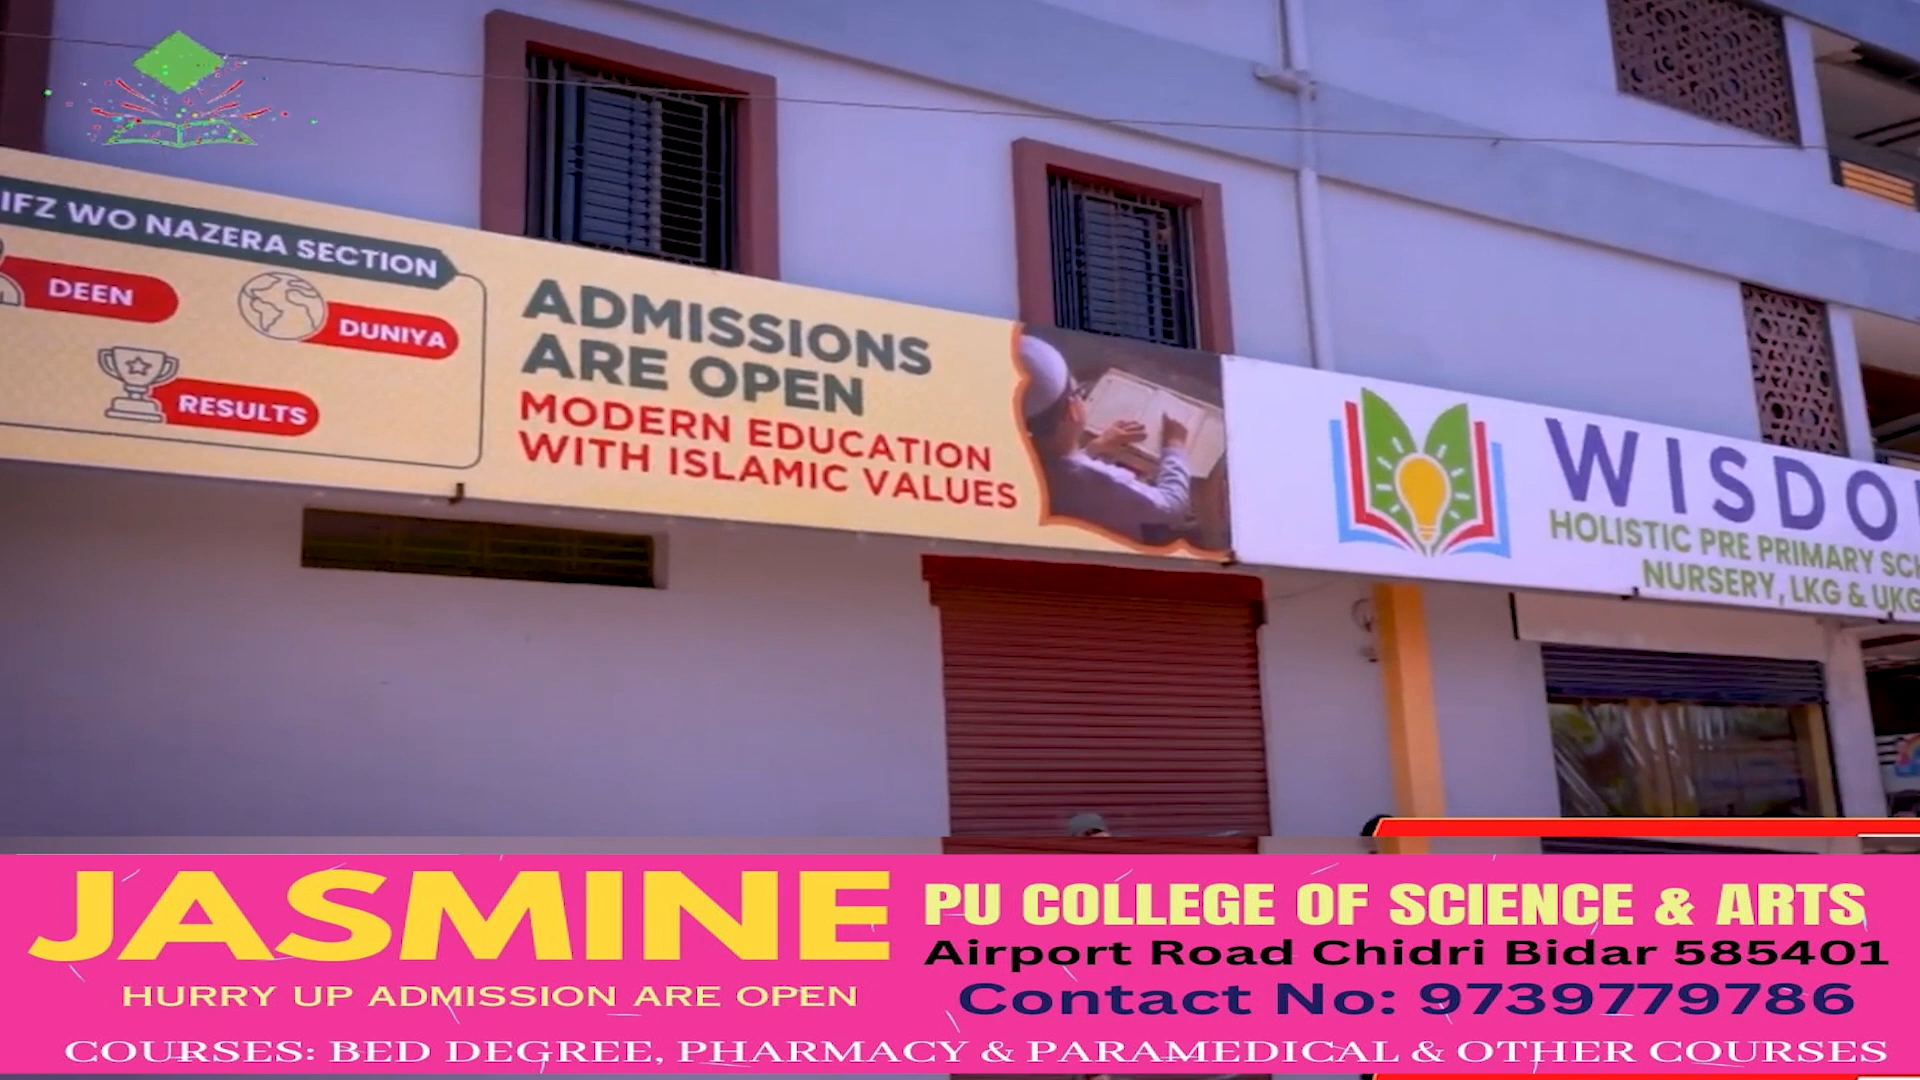 IFZ WO NAZERA SECTION
DEEN
DUNIYA
RESULTS
ADMISSIONS
ARE OPEN
MODERN EDUCATION
WITH ISLAMIC VALUES
WISDO
HOLISTIC PRE PRIMARY SCH
NURSERY, LKG & UKG
JASMINE
HURRY UP ADMISSION ARE OPEN
PU COLLEGE OF SCIENCE & ARTS
Airport Road Chidri Bidar 585401
Contact No: 9739779786
COURSES: BED DEGREE, PHARMACY & PARAMEDICAL & OTHER COURSES